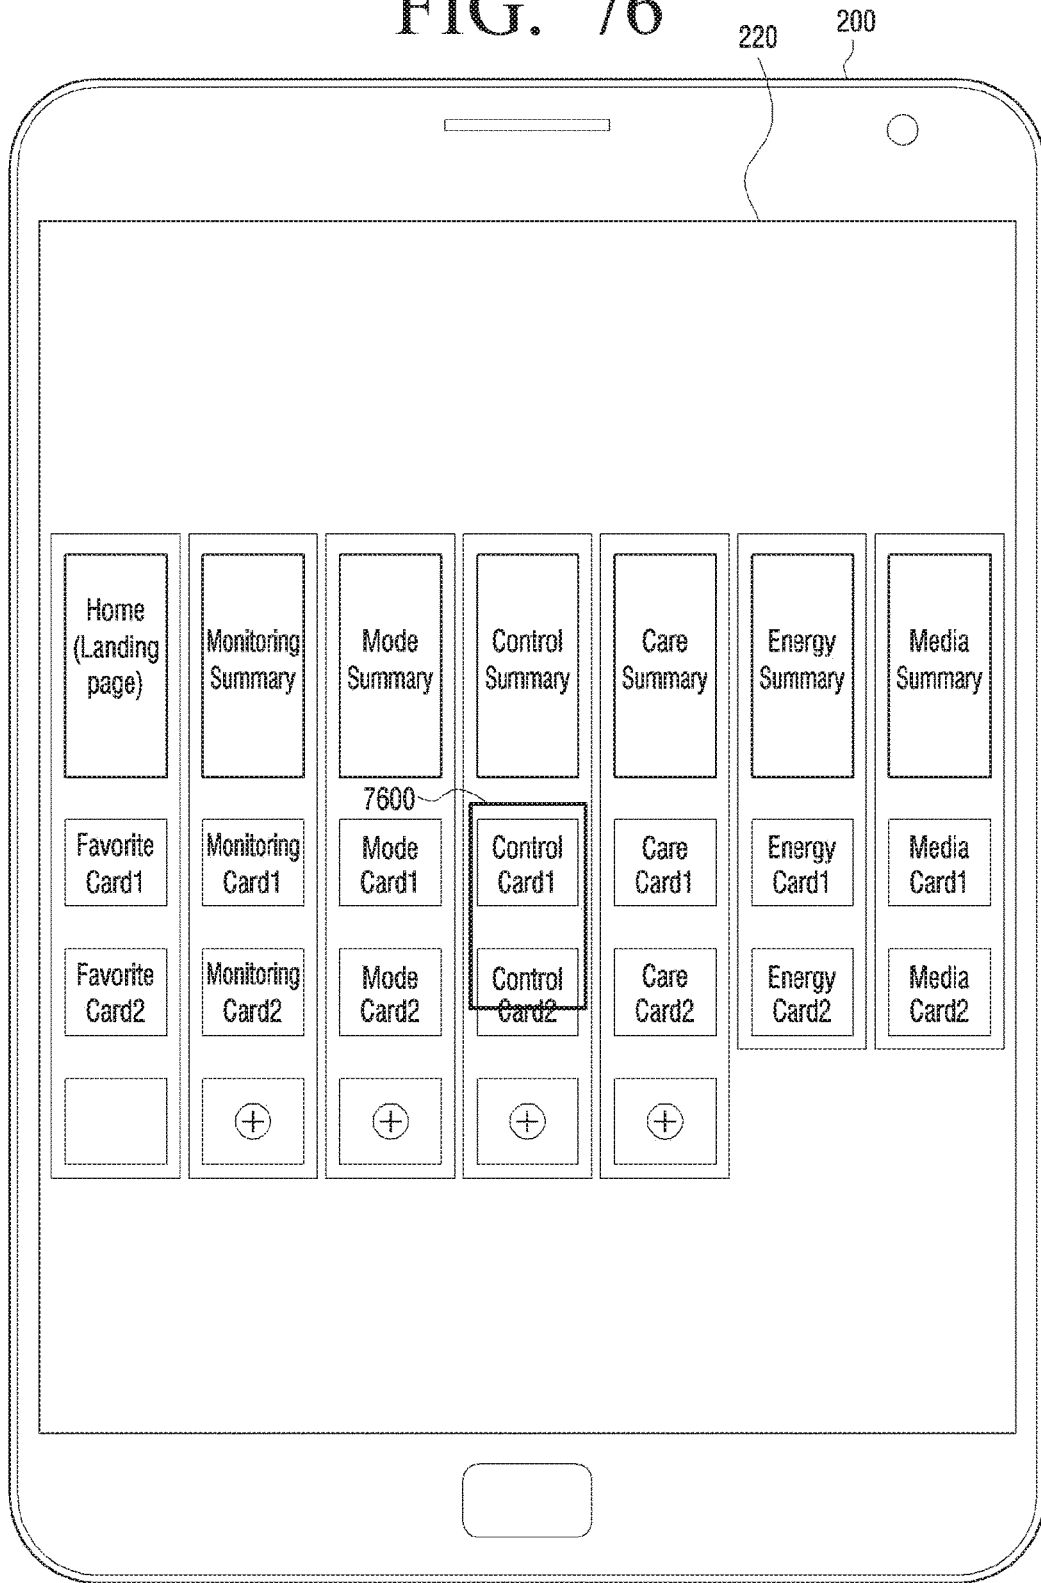 FIG. 76
220
200
Home
(Landing
page)
Monitoring
Summary
Mode
Summary
Control
Summary
Care
Summary
Energy
Summary
Media
Summary
7600
Favorite
Card1
Monitoring
Card1
Mode
Card1
Control
Card1
Care
Card1
Energy
Card1
Media
Card1
Favorite
Card2
Monitoring
Card2
Mode
Card2
Control
Card2
Care
Card2
Energy
Card2
Media
Card2